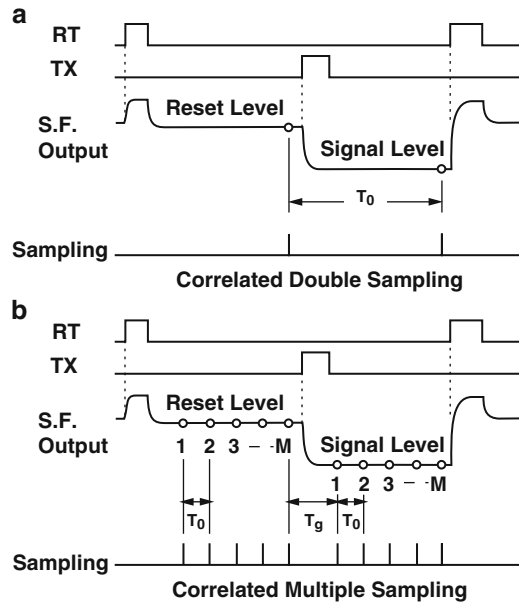 a
RT
TX
S.F.
Output
Reset Level
Signal Level
T0
Sampling
Correlated Double Sampling
b
RT
TX
S.F.
Output
Reset Level
1 2 3 – - M
Signal Level
1 2 3 – - M
T0 Tg T0
Sampling
Correlated Multiple Sampling